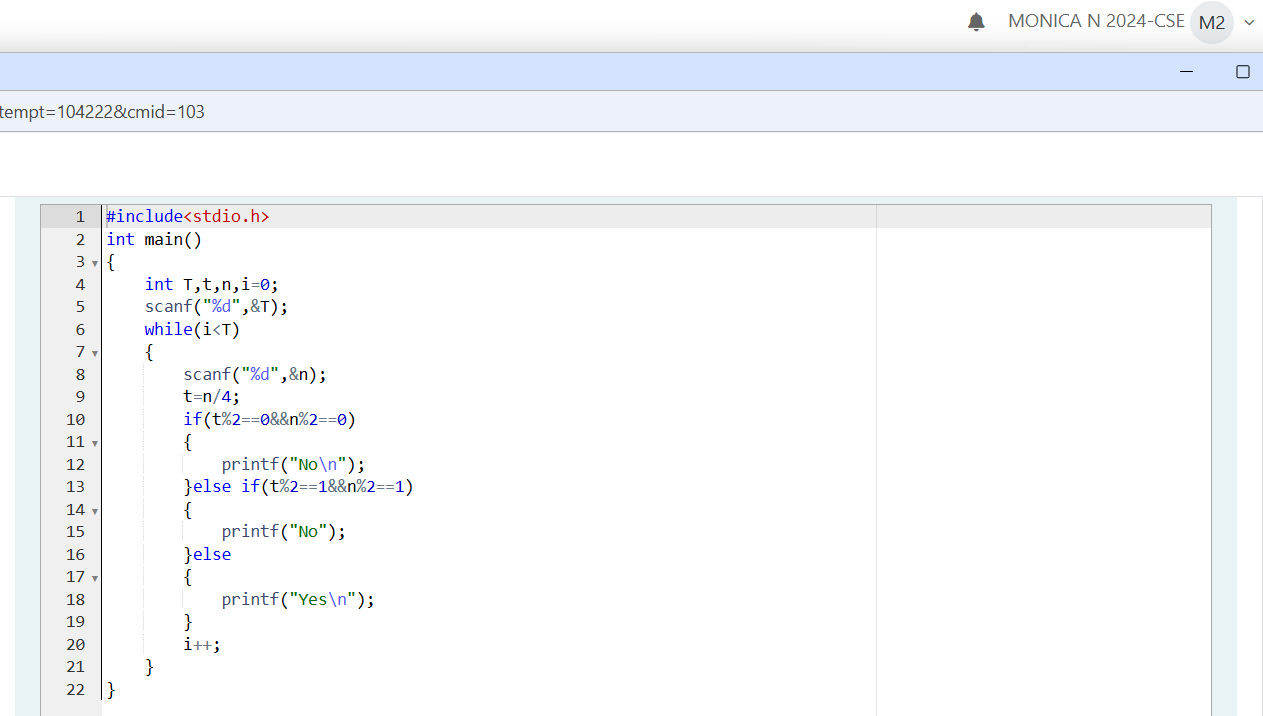 MONICA N 2024-CSE M2
tempt=104222&cmid=103
1 #include<stdio.h>
2 int main()
3 {
4     int T,t,n,i=0;
5     scanf("%d",&T);
6     while(i<T)
7     {
8         scanf("%d",&n);
9         t=n/4;
10         if(t%2==0&&n%2==0)
11         {
12             printf("No\n");
13         }else if(t%2==1&&n%2==1)
14         {
15             printf("No");
16         }else
17         {
18             printf("Yes\n");
19         }
20         i++;
21     }
22 }